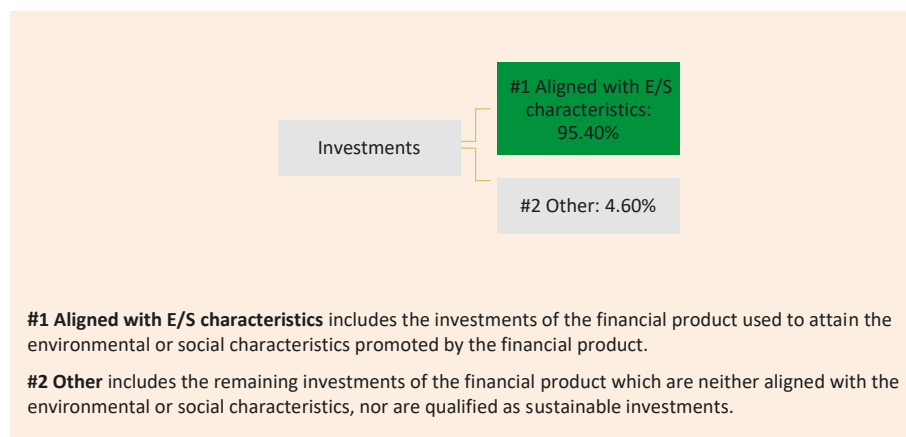 #1 Aligned with E/S
characteristics:
95.40%
Investments
#2 Other: 4.60%
#1 Aligned with E/S characteristics includes the investments of the financial product used to attain the
environmental or social characteristics promoted by the financial product.
#2 Other includes the remaining investments of the financial product which are neither aligned with the
environmental or social characteristics, nor are qualified as sustainable investments.